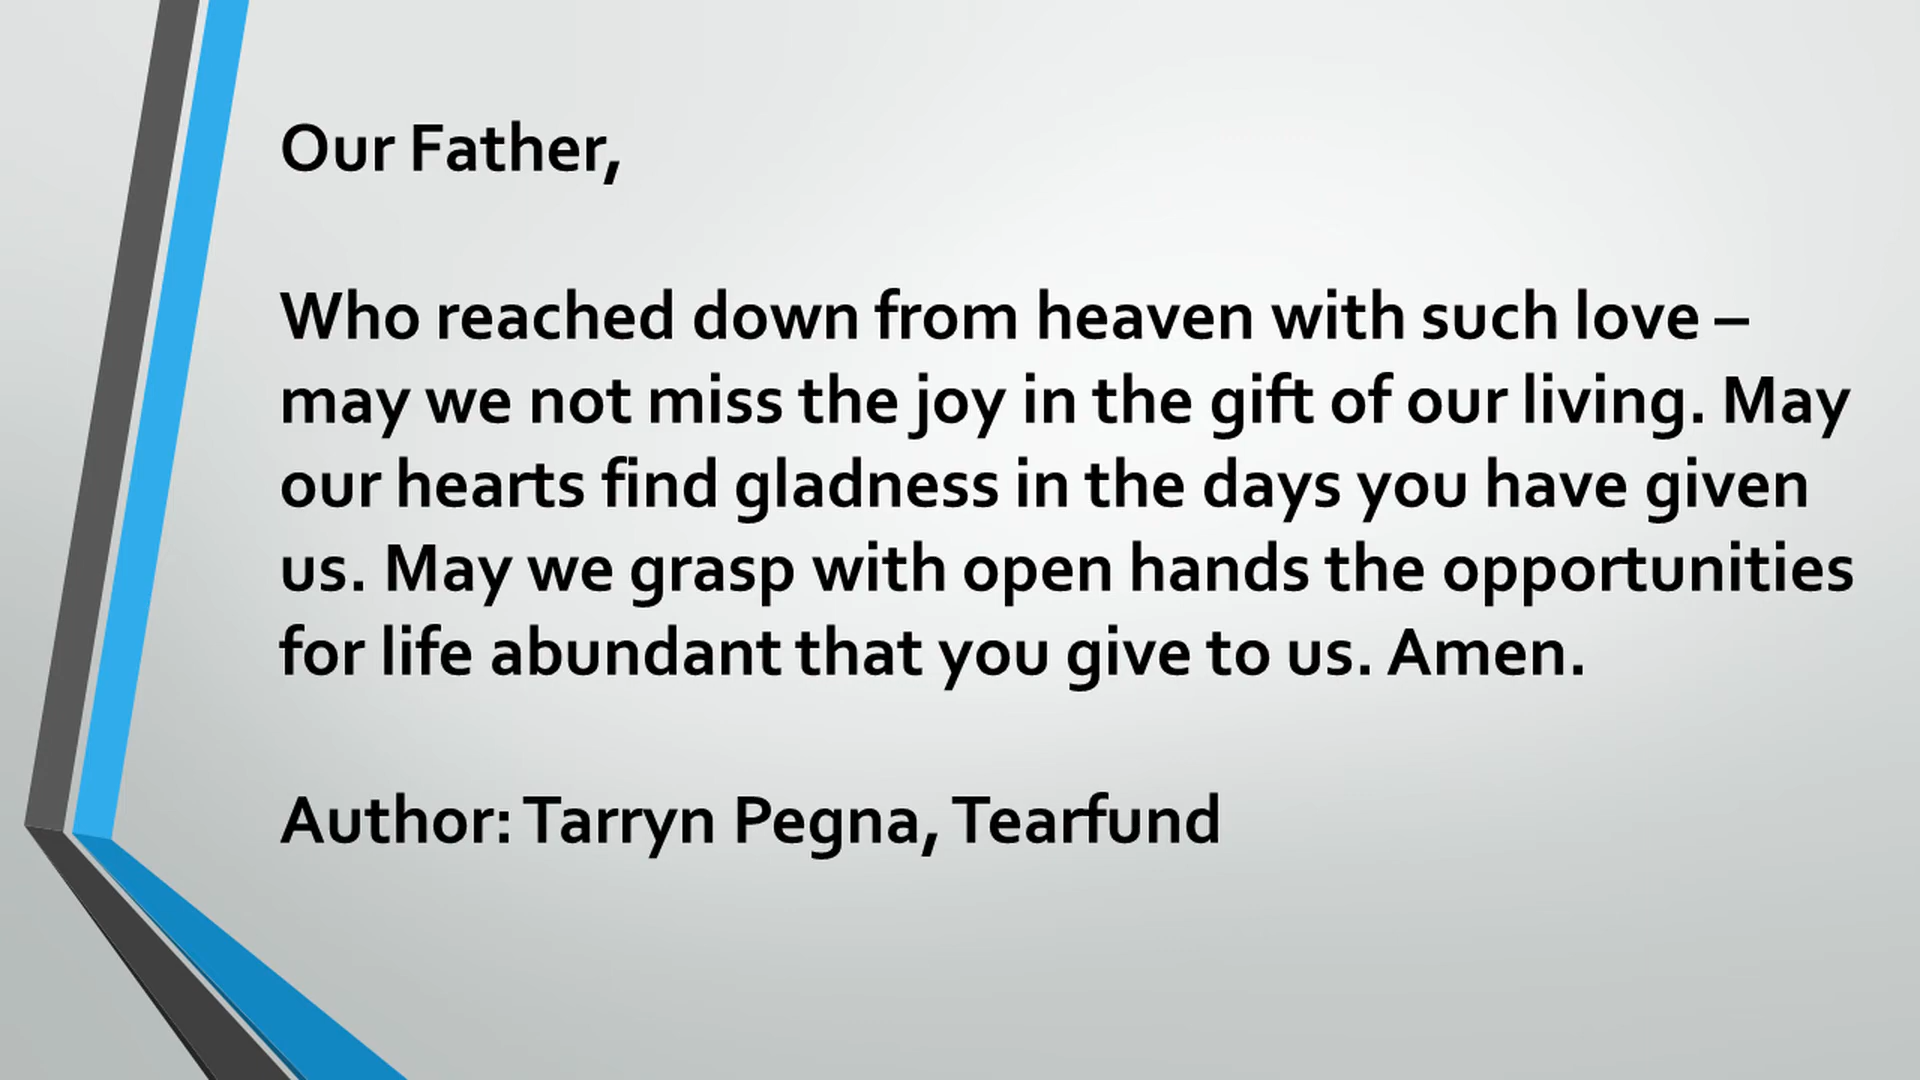 Our Father,
Who reached down from heaven with such love –
may we not miss the joy in the gift of our living. May
our hearts find gladness in the days you have given
us. May we grasp with open hands the opportunities
for life abundant that you give to us. Amen.
Author: Tarryn Pegna, Tearfund